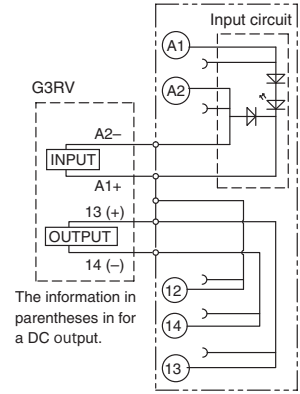 Input circuit
A1
A2
G3RV
A2–
INPUT
A1+
13 (+)
OUTPUT
14 (–)
12
14
13
The information in
parentheses in for
a DC output.